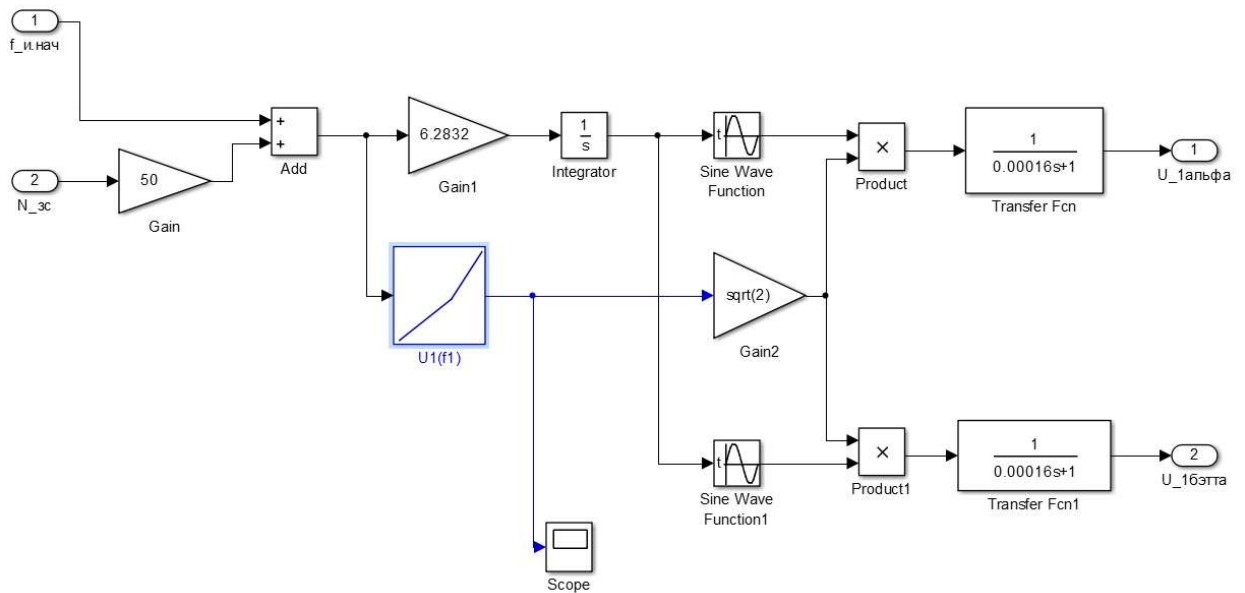 1
f_и.нач
2
N_зс
50
Gain
+
+
Add
6.2832
Gain1
1
s
Integrator
U1(f1)
t
Sine Wave
Function
sqrt(2)
Gain2
t
Sine Wave
Function1
Scope
×
Product
×
Product1
1
0.00016s+1
Transfer Fcn
1
0.00016s+1
Transfer Fcn1
1
U_1альфа
2
U_1бэтта